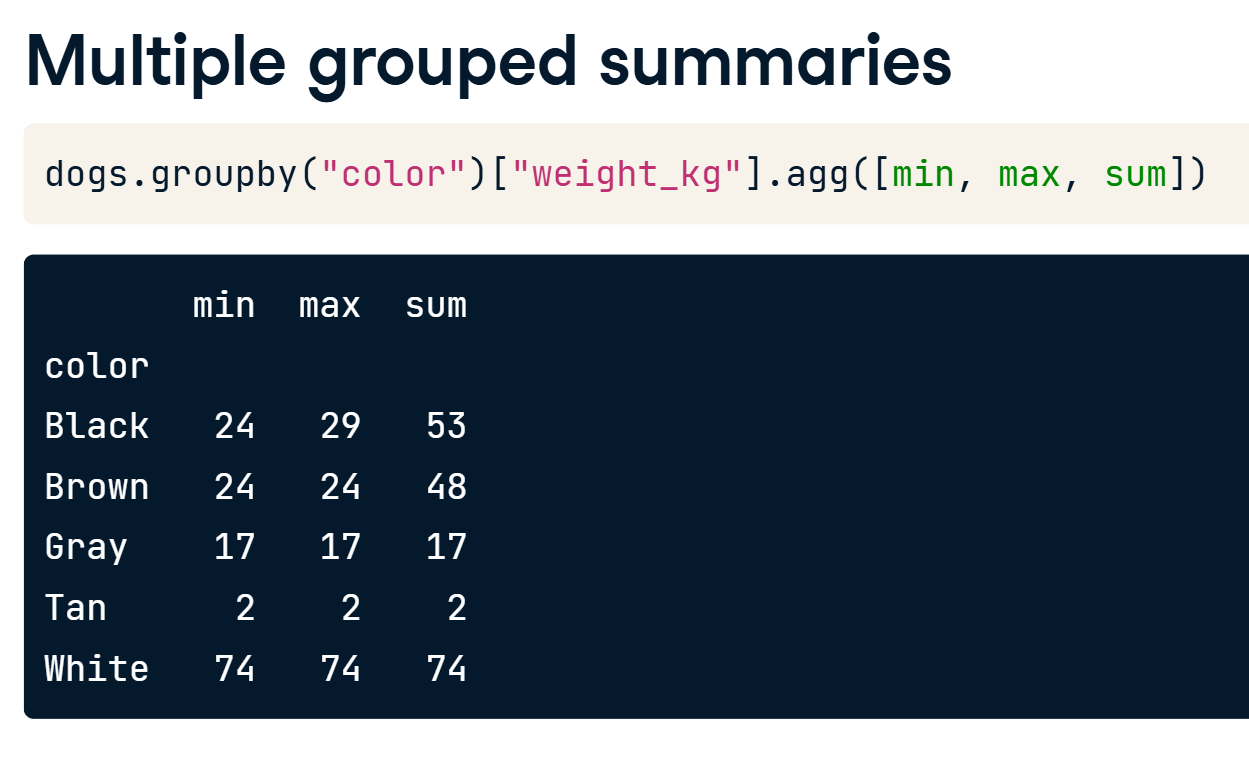 Multiple grouped summaries
dogs.groupby("color")["weight_kg"].agg([min, max, sum])
       min  max  sum
color
Black   24   29   53
Brown   24   24   48
Gray    17   17   17
Tan      2    2    2
White   74   74   74